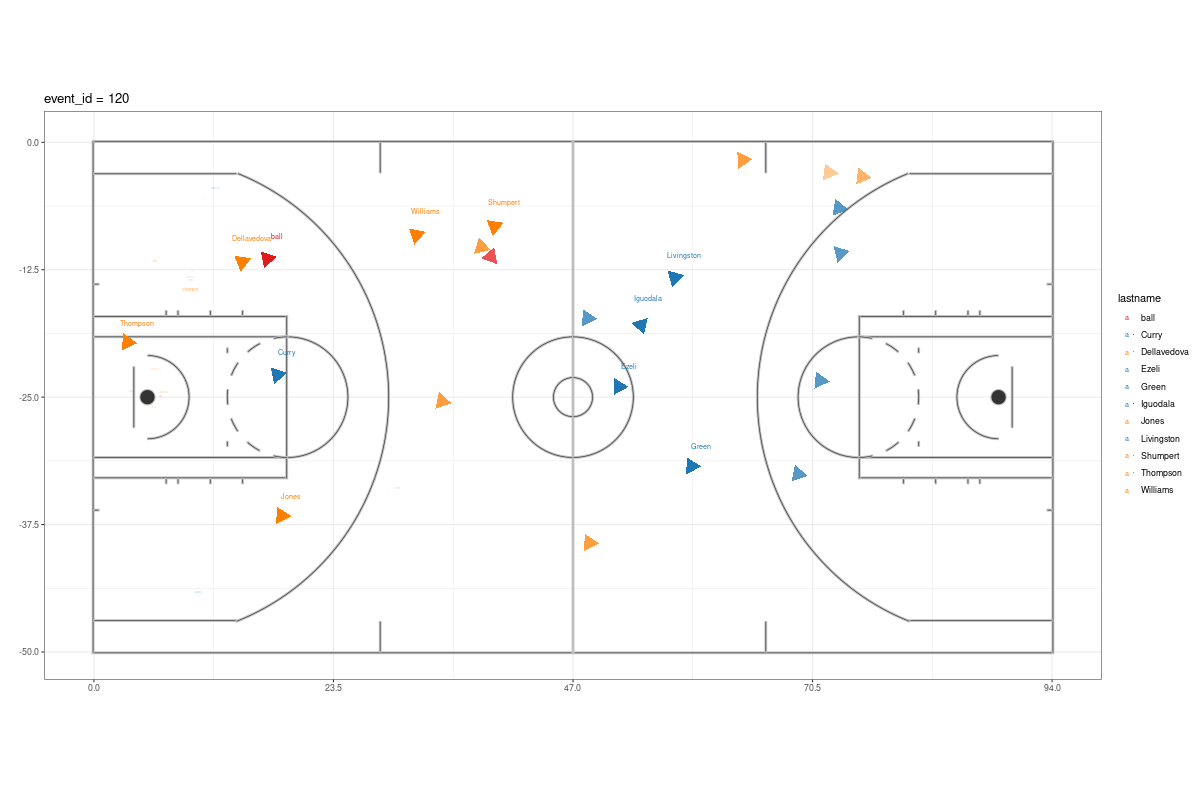 event_id = 120
0.0
-12.5
-25.0
-37.5
-50.0
Williams
Shumpert
Dellavedova
ball
Livingston
Iguodala
Thompson
Curry
Ezeli
Green
Jones
0.0
23.5
47.0
70.5
94.0
lastname
a ball
a Curry
a Dellavedova
a Ezeli
a Green
a Iguodala
a Jones
a Livingston
a Shumpert
a Thompson
a Williams